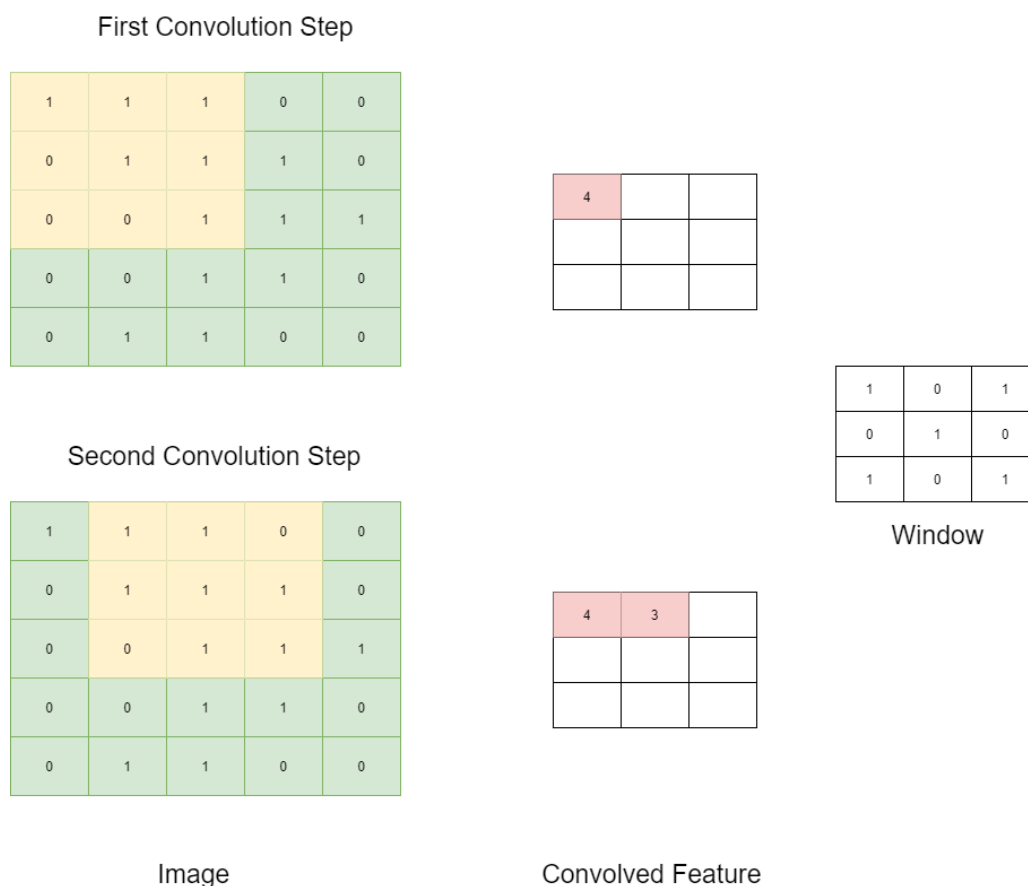 First Convolution Step
1 1 1 0 0
0 1 1 1 0
0 0 1 1 1
0 0 1 1 0
0 1 1 0 0
4
1 0 1
0 1 0
1 0 1
Window
Second Convolution Step
1 1 1 0 0
0 1 1 1 0
0 0 1 1 1
0 0 1 1 0
0 1 1 0 0
4 3
Image
Convolved Feature